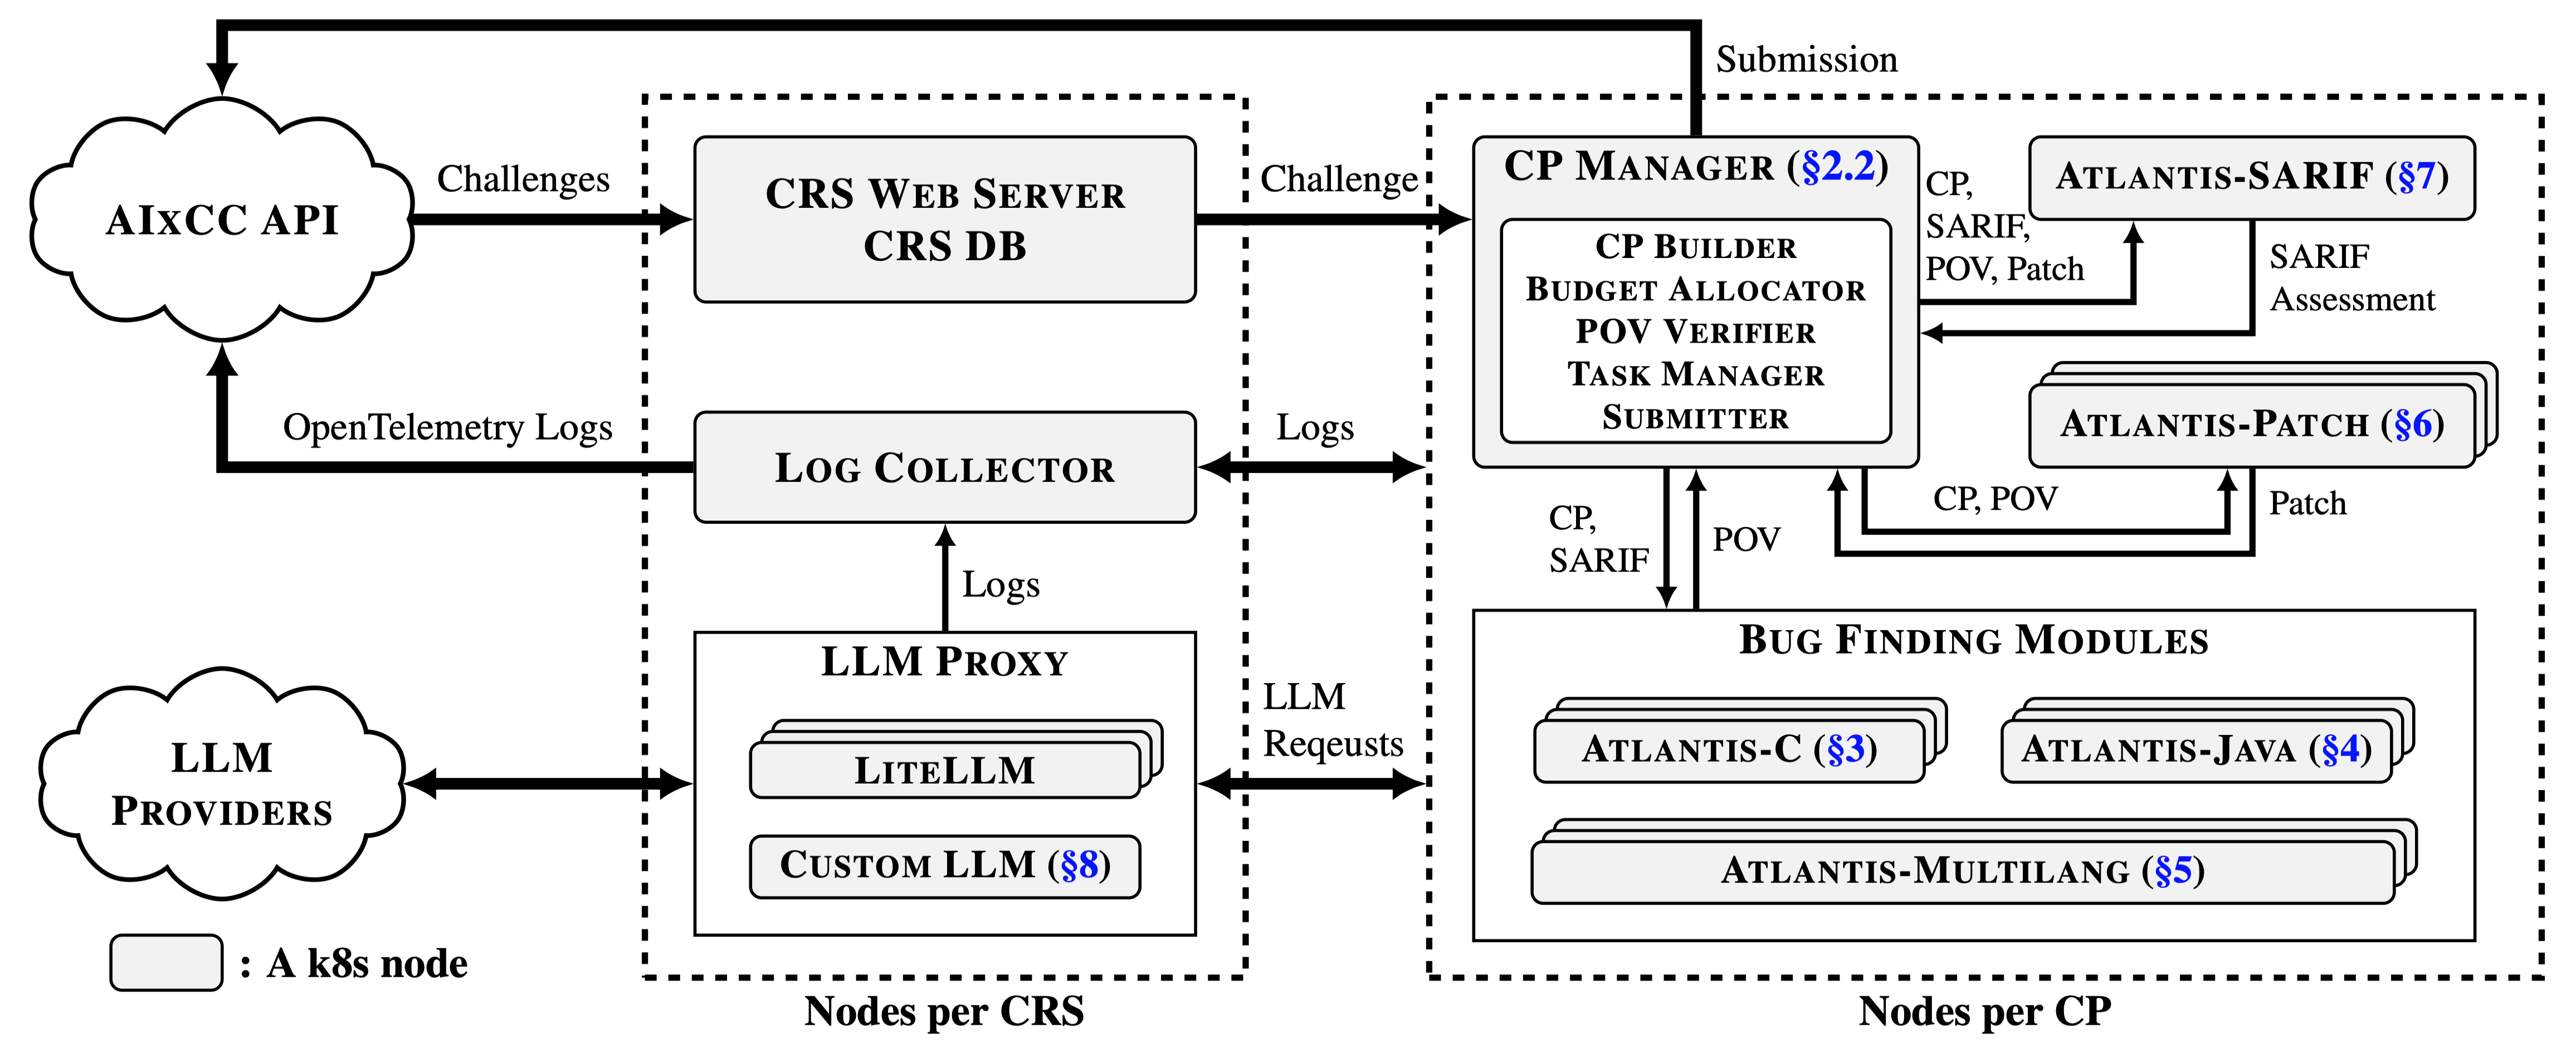 Submission
AIxCC API
Challenges
CRS Web Server
CRS DB
Challenge
CP Manager (§2.2)
CP Builder
Budget Allocator
POV Verifier
Task Manager
Submitter
CP,
SARIF,
POV, Patch
Atlantis-SARIF (§7)
SARIF
Assessment
OpenTelemetry Logs
Log Collector
Logs
Atlantis-Patch (§6)
CP, POV
Patch
CP,
SARIF
POV
Logs
LLM Proxy
LiteLLM
Custom LLM (§8)
LLM
Providers
LLM
Reqeusts
Bug Finding Modules
Atlantis-C (§3)
Atlantis-Java (§4)
Atlantis-Multilang (§5)
: A k8s node
Nodes per CRS
Nodes per CP